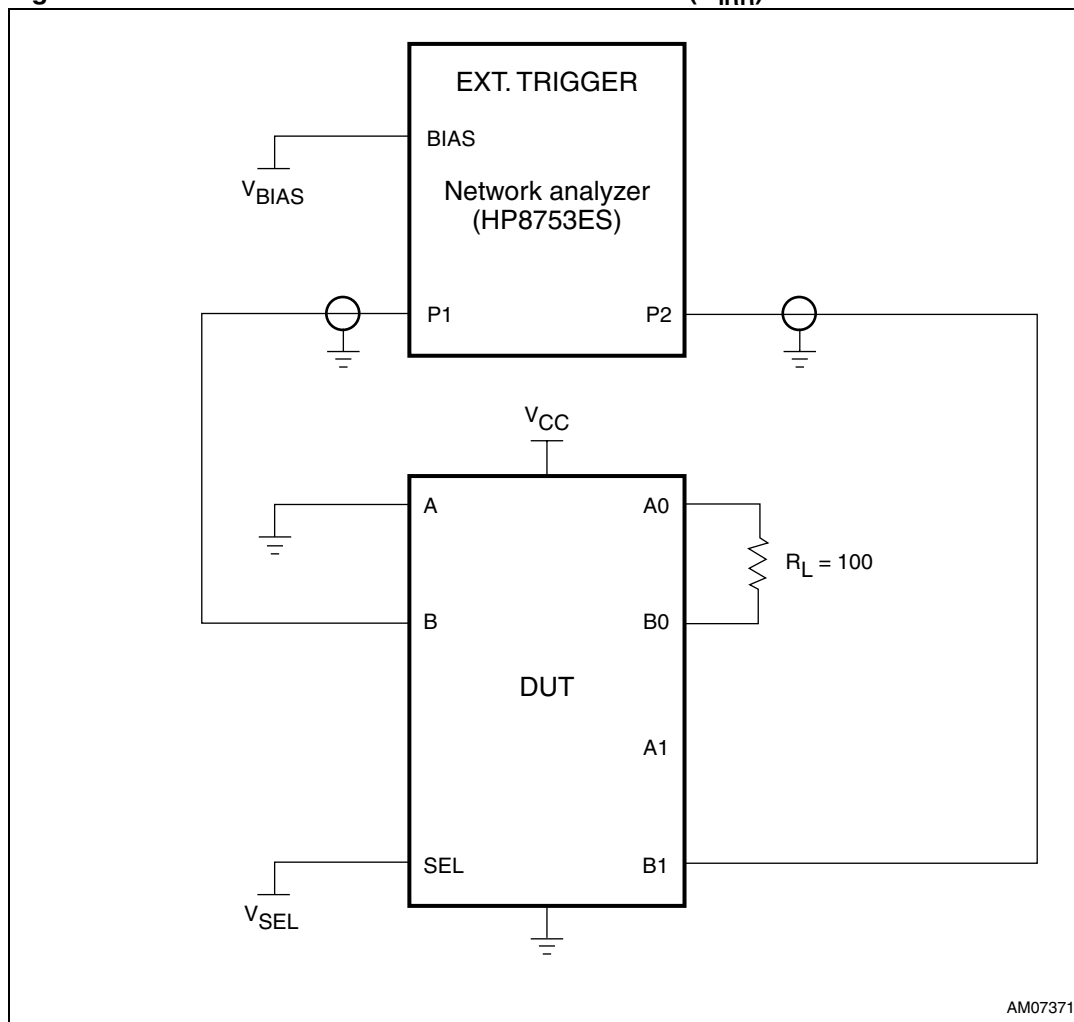 EXT. TRIGGER
BIAS
VBIAS
Network analyzer
(HP8753ES)
P1
P2
VCC
A
A0
RL = 100
B
B0
DUT
A1
SEL
B1
VSEL
AM07371